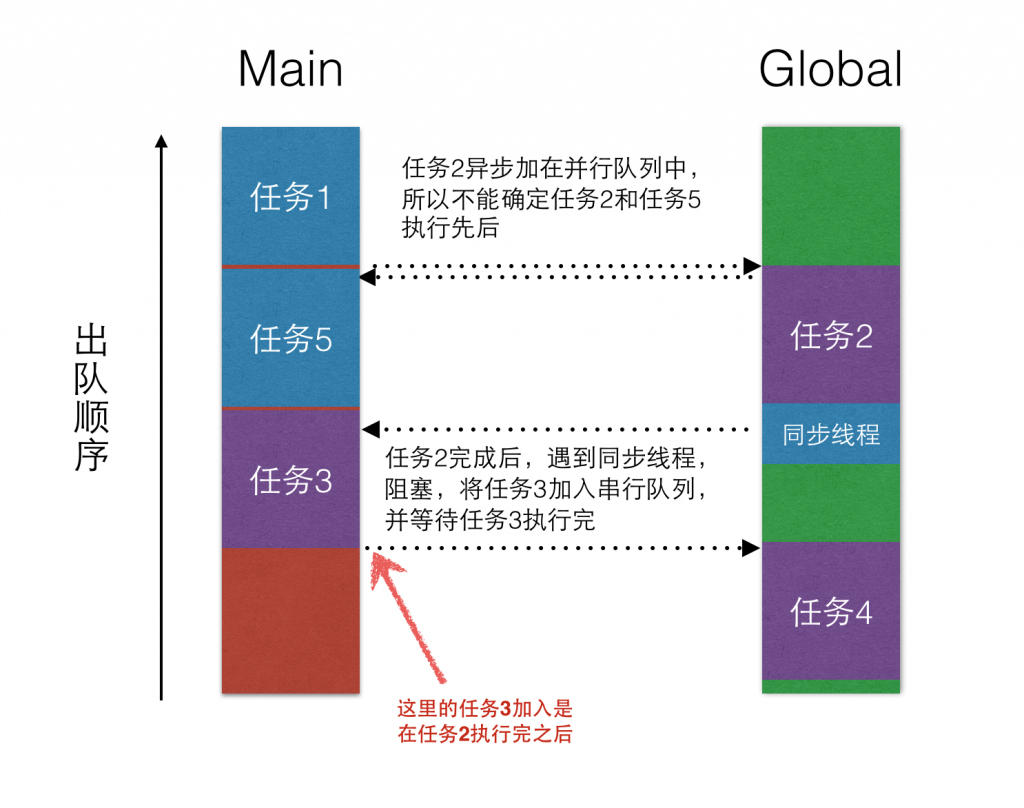 Main
Global
任务1
任务2异步加在并行队列中，
所以不能确定任务2和任务5
执行先后
任务5
任务2
出队顺序
同步线程
任务3
任务2完成后，遇到同步线程，
阻塞，将任务3加入串行队列，
并等待任务3执行完
任务4
这里的任务3加入是
在任务2执行完之后